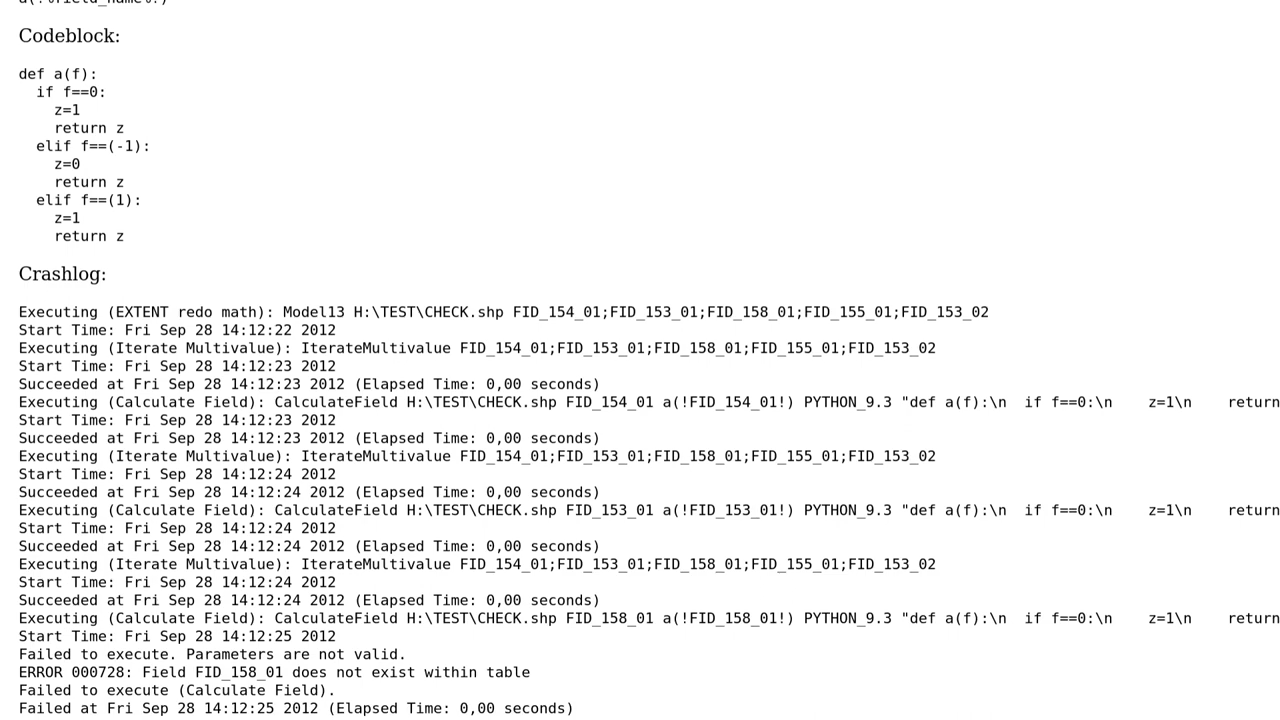 Codeblock:
def a(f):
  if f==0:
    z=1
    return z
  elif f==(-1):
    z=0
    return z
  elif f==(1):
    z=1
    return z
Crashlog:
Executing (EXTENT redo math): Model13 H:\TEST\CHECK.shp FID_154_01;FID_153_01;FID_158_01;FID_155_01;FID_153_02
Start Time: Fri Sep 28 14:12:22 2012
Executing (Iterate Multivalue): IterateMultivalue FID_154_01;FID_153_01;FID_158_01;FID_155_01;FID_153_02
Start Time: Fri Sep 28 14:12:23 2012
Succeeded at Fri Sep 28 14:12:23 2012 (Elapsed Time: 0,00 seconds)
Executing (Calculate Field): CalculateField H:\TEST\CHECK.shp FID_154_01 a(!FID_154_01!) PYTHON_9.3 "def a(f):\n  if f==0:\n    z=1\n    return
Start Time: Fri Sep 28 14:12:23 2012
Succeeded at Fri Sep 28 14:12:23 2012 (Elapsed Time: 0,00 seconds)
Executing (Iterate Multivalue): IterateMultivalue FID_154_01;FID_153_01;FID_158_01;FID_155_01;FID_153_02
Start Time: Fri Sep 28 14:12:24 2012
Succeeded at Fri Sep 28 14:12:24 2012 (Elapsed Time: 0,00 seconds)
Executing (Calculate Field): CalculateField H:\TEST\CHECK.shp FID_153_01 a(!FID_153_01!) PYTHON_9.3 "def a(f):\n  if f==0:\n    z=1\n    return
Start Time: Fri Sep 28 14:12:24 2012
Succeeded at Fri Sep 28 14:12:24 2012 (Elapsed Time: 0,00 seconds)
Executing (Iterate Multivalue): IterateMultivalue FID_154_01;FID_153_01;FID_158_01;FID_155_01;FID_153_02
Start Time: Fri Sep 28 14:12:24 2012
Succeeded at Fri Sep 28 14:12:24 2012 (Elapsed Time: 0,00 seconds)
Executing (Calculate Field): CalculateField H:\TEST\CHECK.shp FID_158_01 a(!FID_158_01!) PYTHON_9.3 "def a(f):\n  if f==0:\n    z=1\n    return
Start Time: Fri Sep 28 14:12:25 2012
Failed to execute. Parameters are not valid.
ERROR 000728: Field FID_158_01 does not exist within table
Failed to execute (Calculate Field).
Failed at Fri Sep 28 14:12:25 2012 (Elapsed Time: 0,00 seconds)